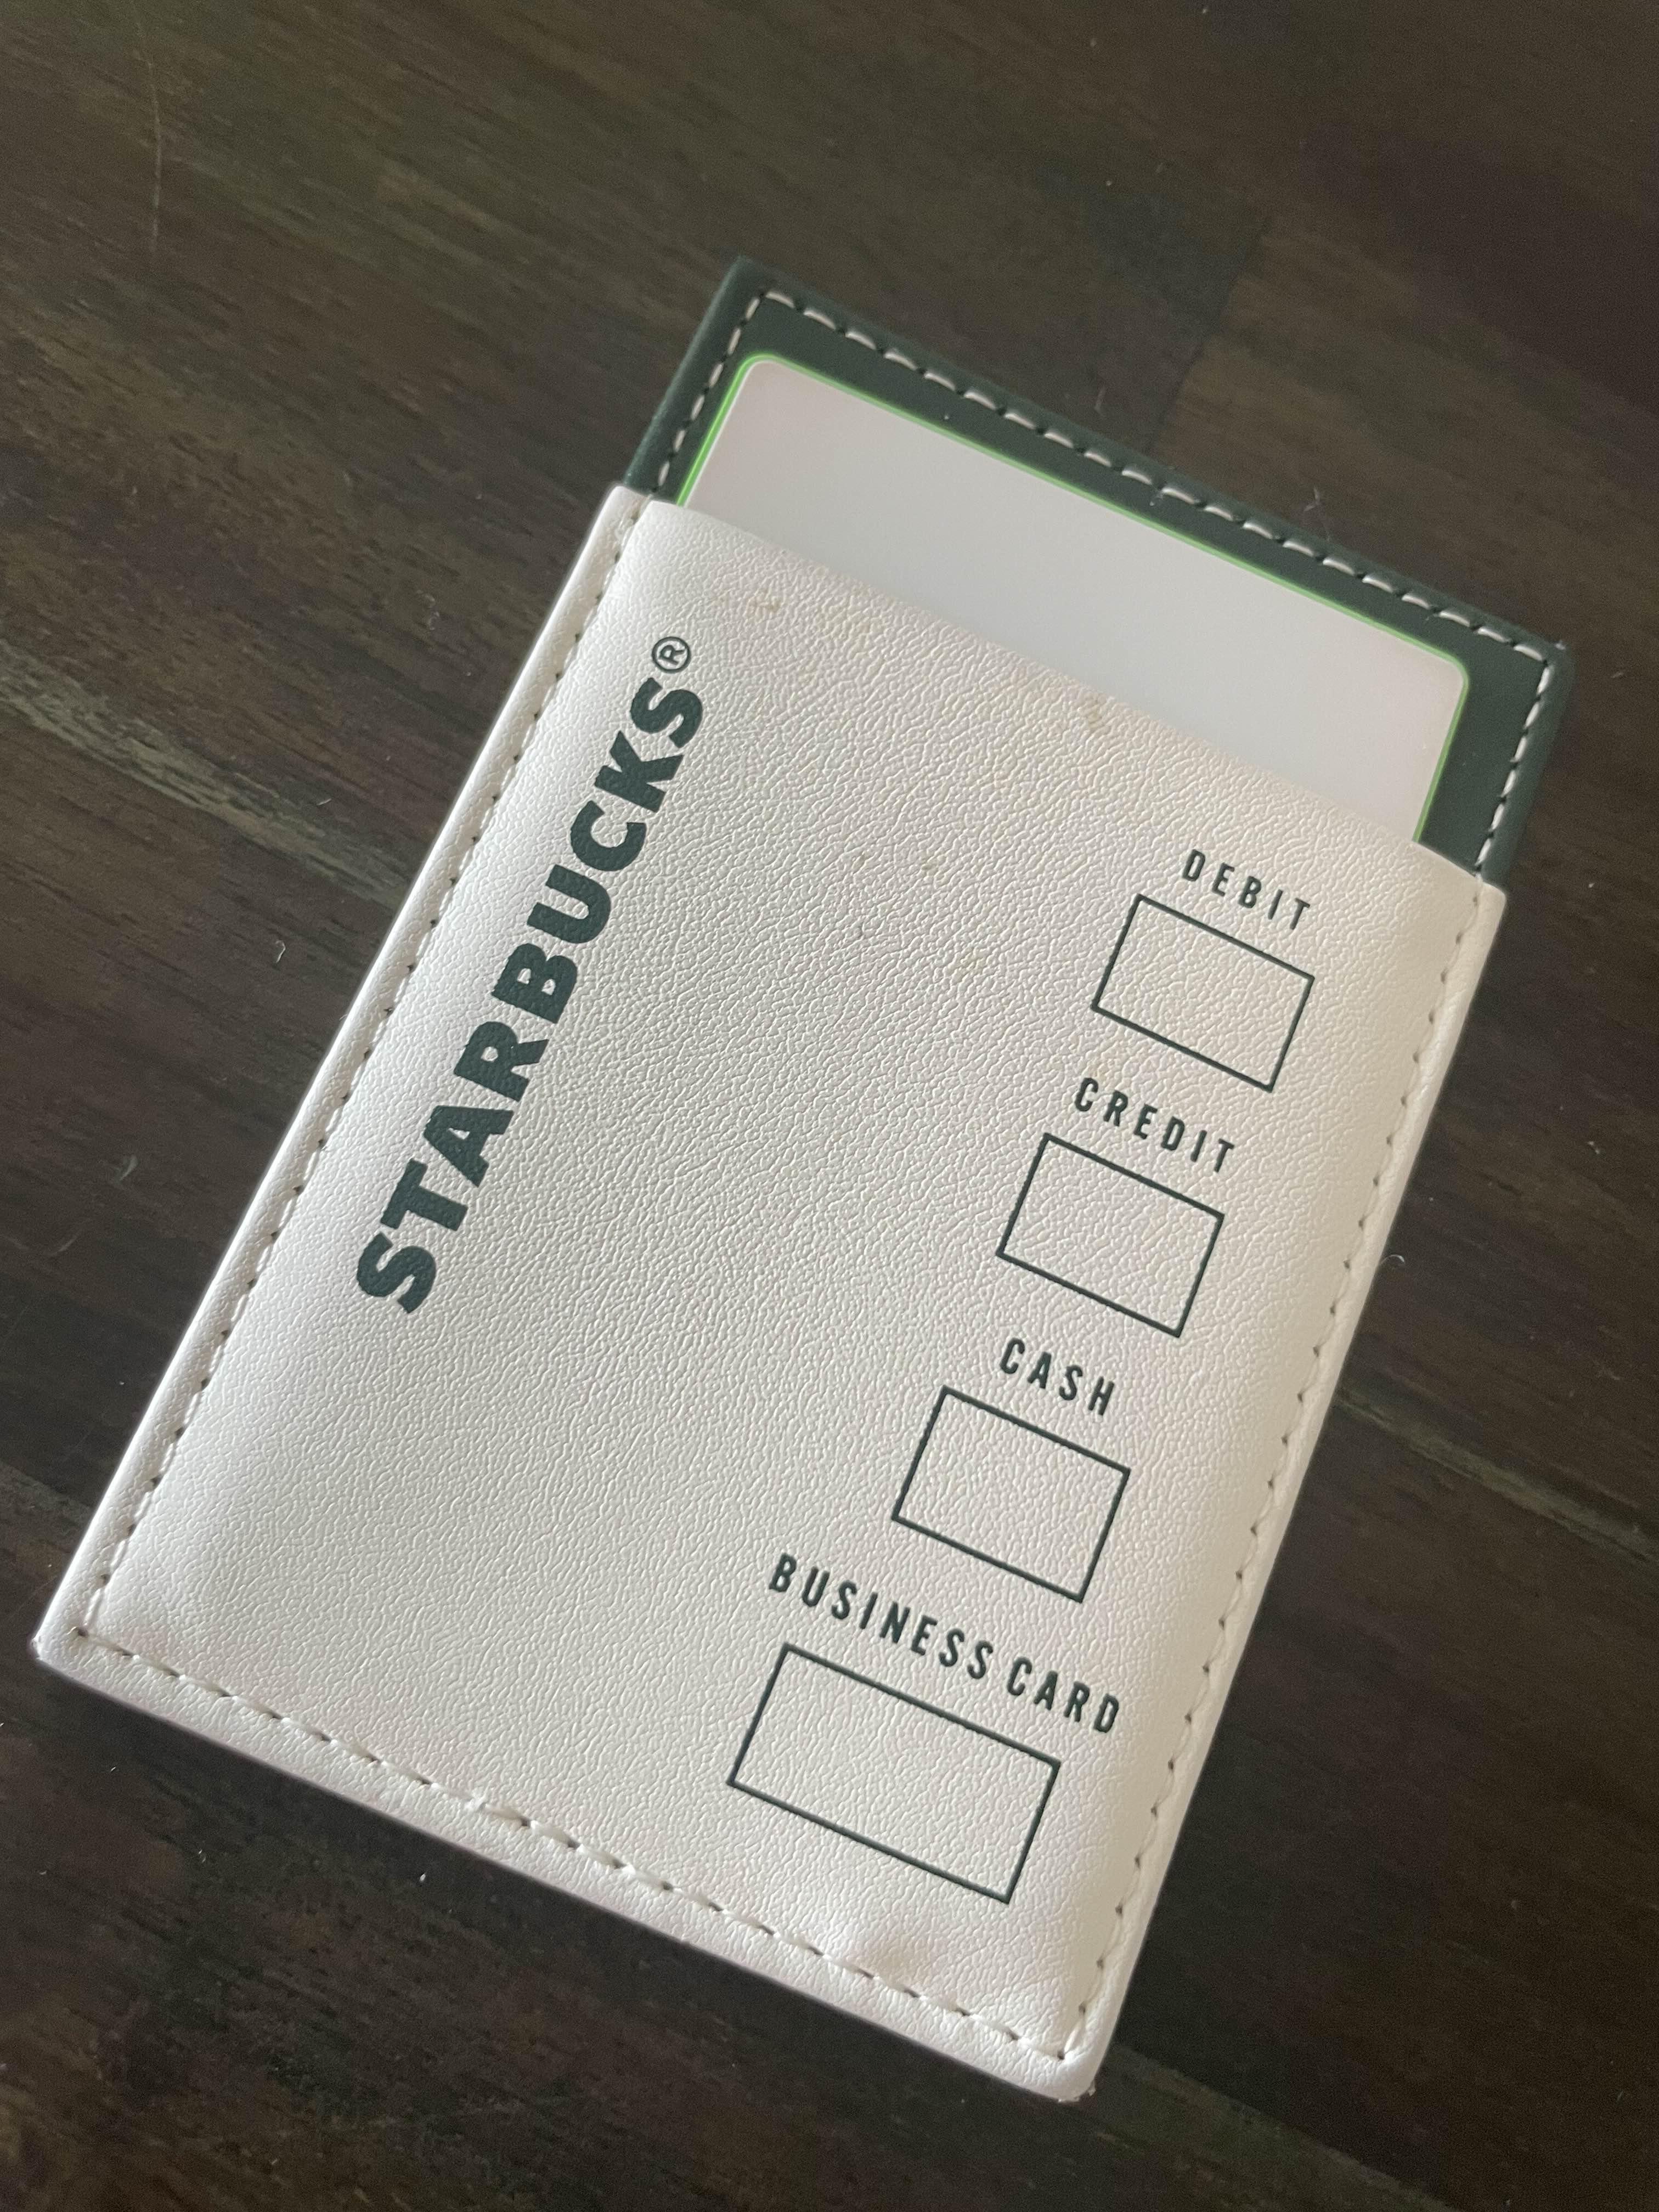 STARBUCKS®
DEBIT
CREDIT
CASH
BUSINESS CARD